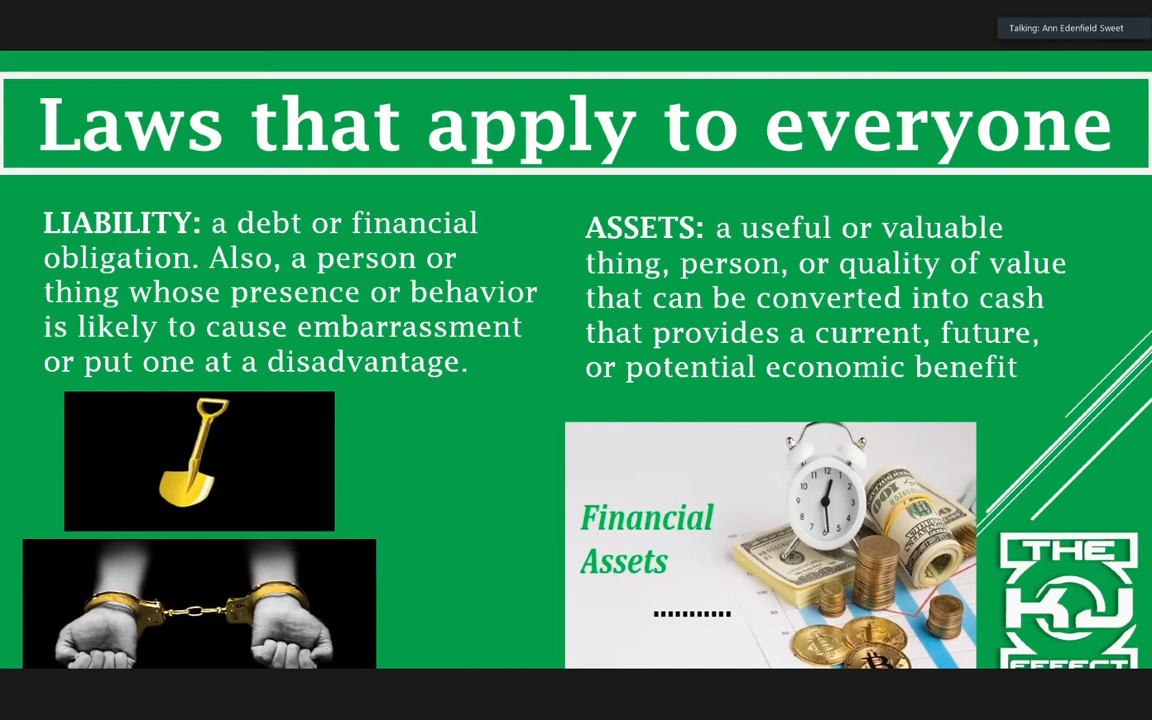 Talking: Ann Edenfield Sweet
Laws that apply to everyone
LIABILITY: a debt or financial
obligation. Also, a person or
thing whose presence or behavior
is likely to cause embarrassment
or put one at a disadvantage.
ASSETS: a useful or valuable
thing, person, or quality of value
that can be converted into cash
that provides a current, future,
or potential economic benefit
Financial
Assets
THE
KJ
EFFECT